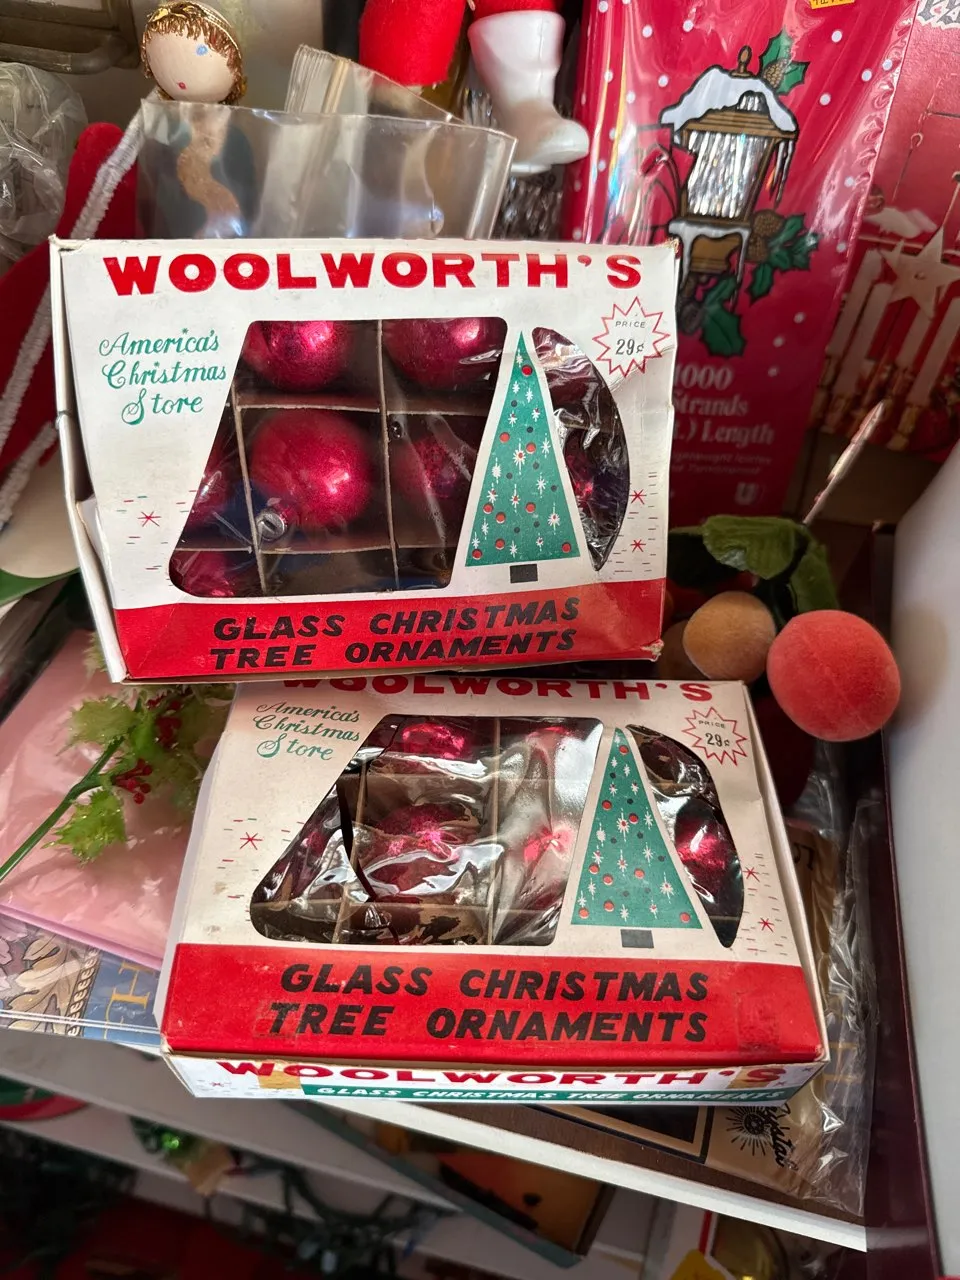 WOOLWORTH'S
America's
Christmas
Store
PRICE
29¢
GLASS CHRISTMAS
TREE ORNAMENTS
WOOLWORTH'S
America's
Christmas
Store
PRICE
29¢
GLASS CHRISTMAS
TREE ORNAMENTS
WOOLWORTH'S
GLASS CHRISTMAS TREE ORNAMENTS
1000
Strands
.) Length